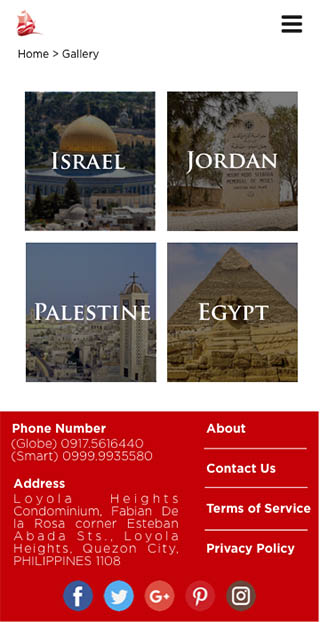 Home > Gallery
ISRAEL
JORDAN
PALESTINE
EGYPT
Phone Number
(Globe) 0917.5616440
(Smart) 0999.9935580
Address
Loyola Heights
Condominium, Fabian De
la Rosa corner Esteban
Abada Sts., Loyola
Heights, Quezon City,
PHILIPPINES 1108
About
Contact Us
Terms of Service
Privacy Policy